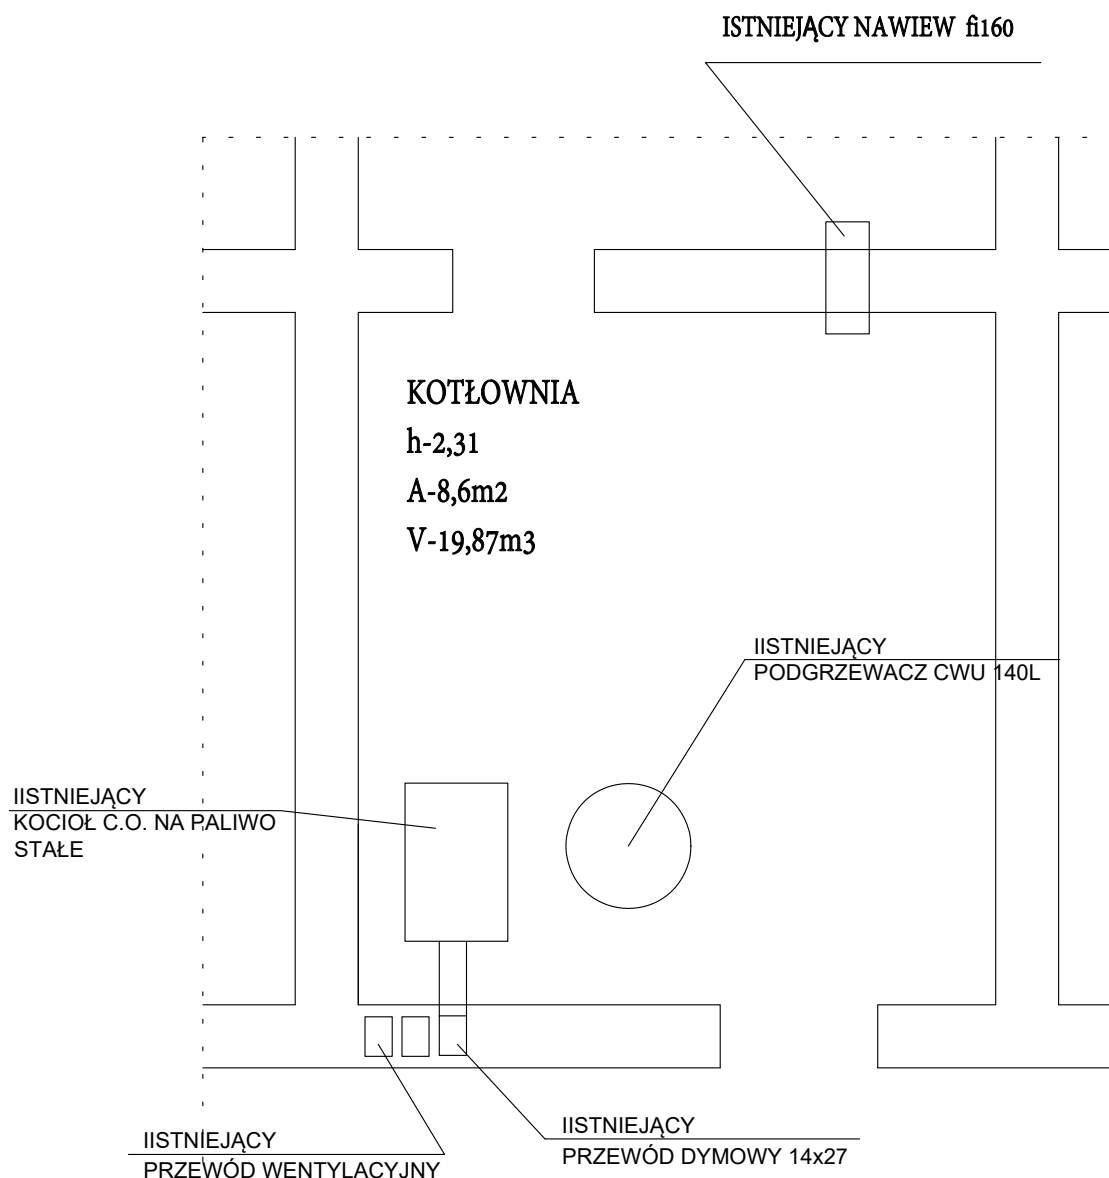 ISTNIEJĄCY NAWIEW fi160
KOTŁOWNIA
h-2,31
A-8,6m2
V-19,87m3
IISTNIEJĄCY
PODGRZEWACZ CWU 140L
IISTNIEJĄCY
KOCIOŁ C.O. NA PALIWO
STAŁE
IISTNIEJĄCY
PRZEWÓD DYMOWY 14x27
IISTNIEJĄCY
PRZEWÓD WENTYLACYJNY